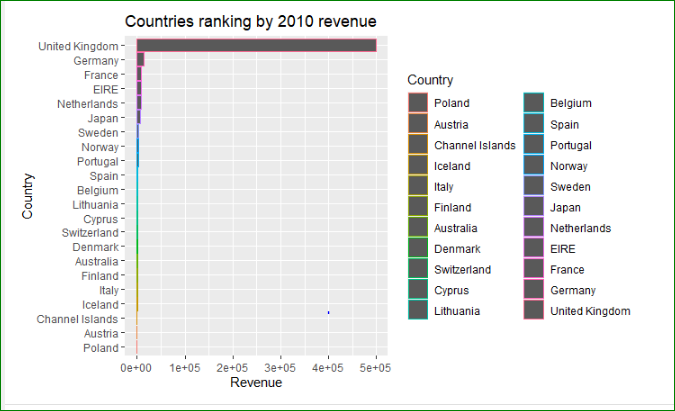 Countries ranking by 2010 revenue
Country
United Kingdom
Germany
France
EIRE
Netherlands
Japan
Sweden
Norway
Portugal
Spain
Belgium
Lithuania
Cyprus
Switzerland
Denmark
Australia
Finland
Italy
Iceland
Channel Islands
Austria
Poland
0e+00 1e+05 2e+05 3e+05 4e+05 5e+05
Revenue
Country
Poland
Austria
Channel Islands
Iceland
Italy
Finland
Australia
Denmark
Switzerland
Cyprus
Lithuania
Belgium
Spain
Portugal
Norway
Sweden
Japan
Netherlands
EIRE
France
Germany
United Kingdom